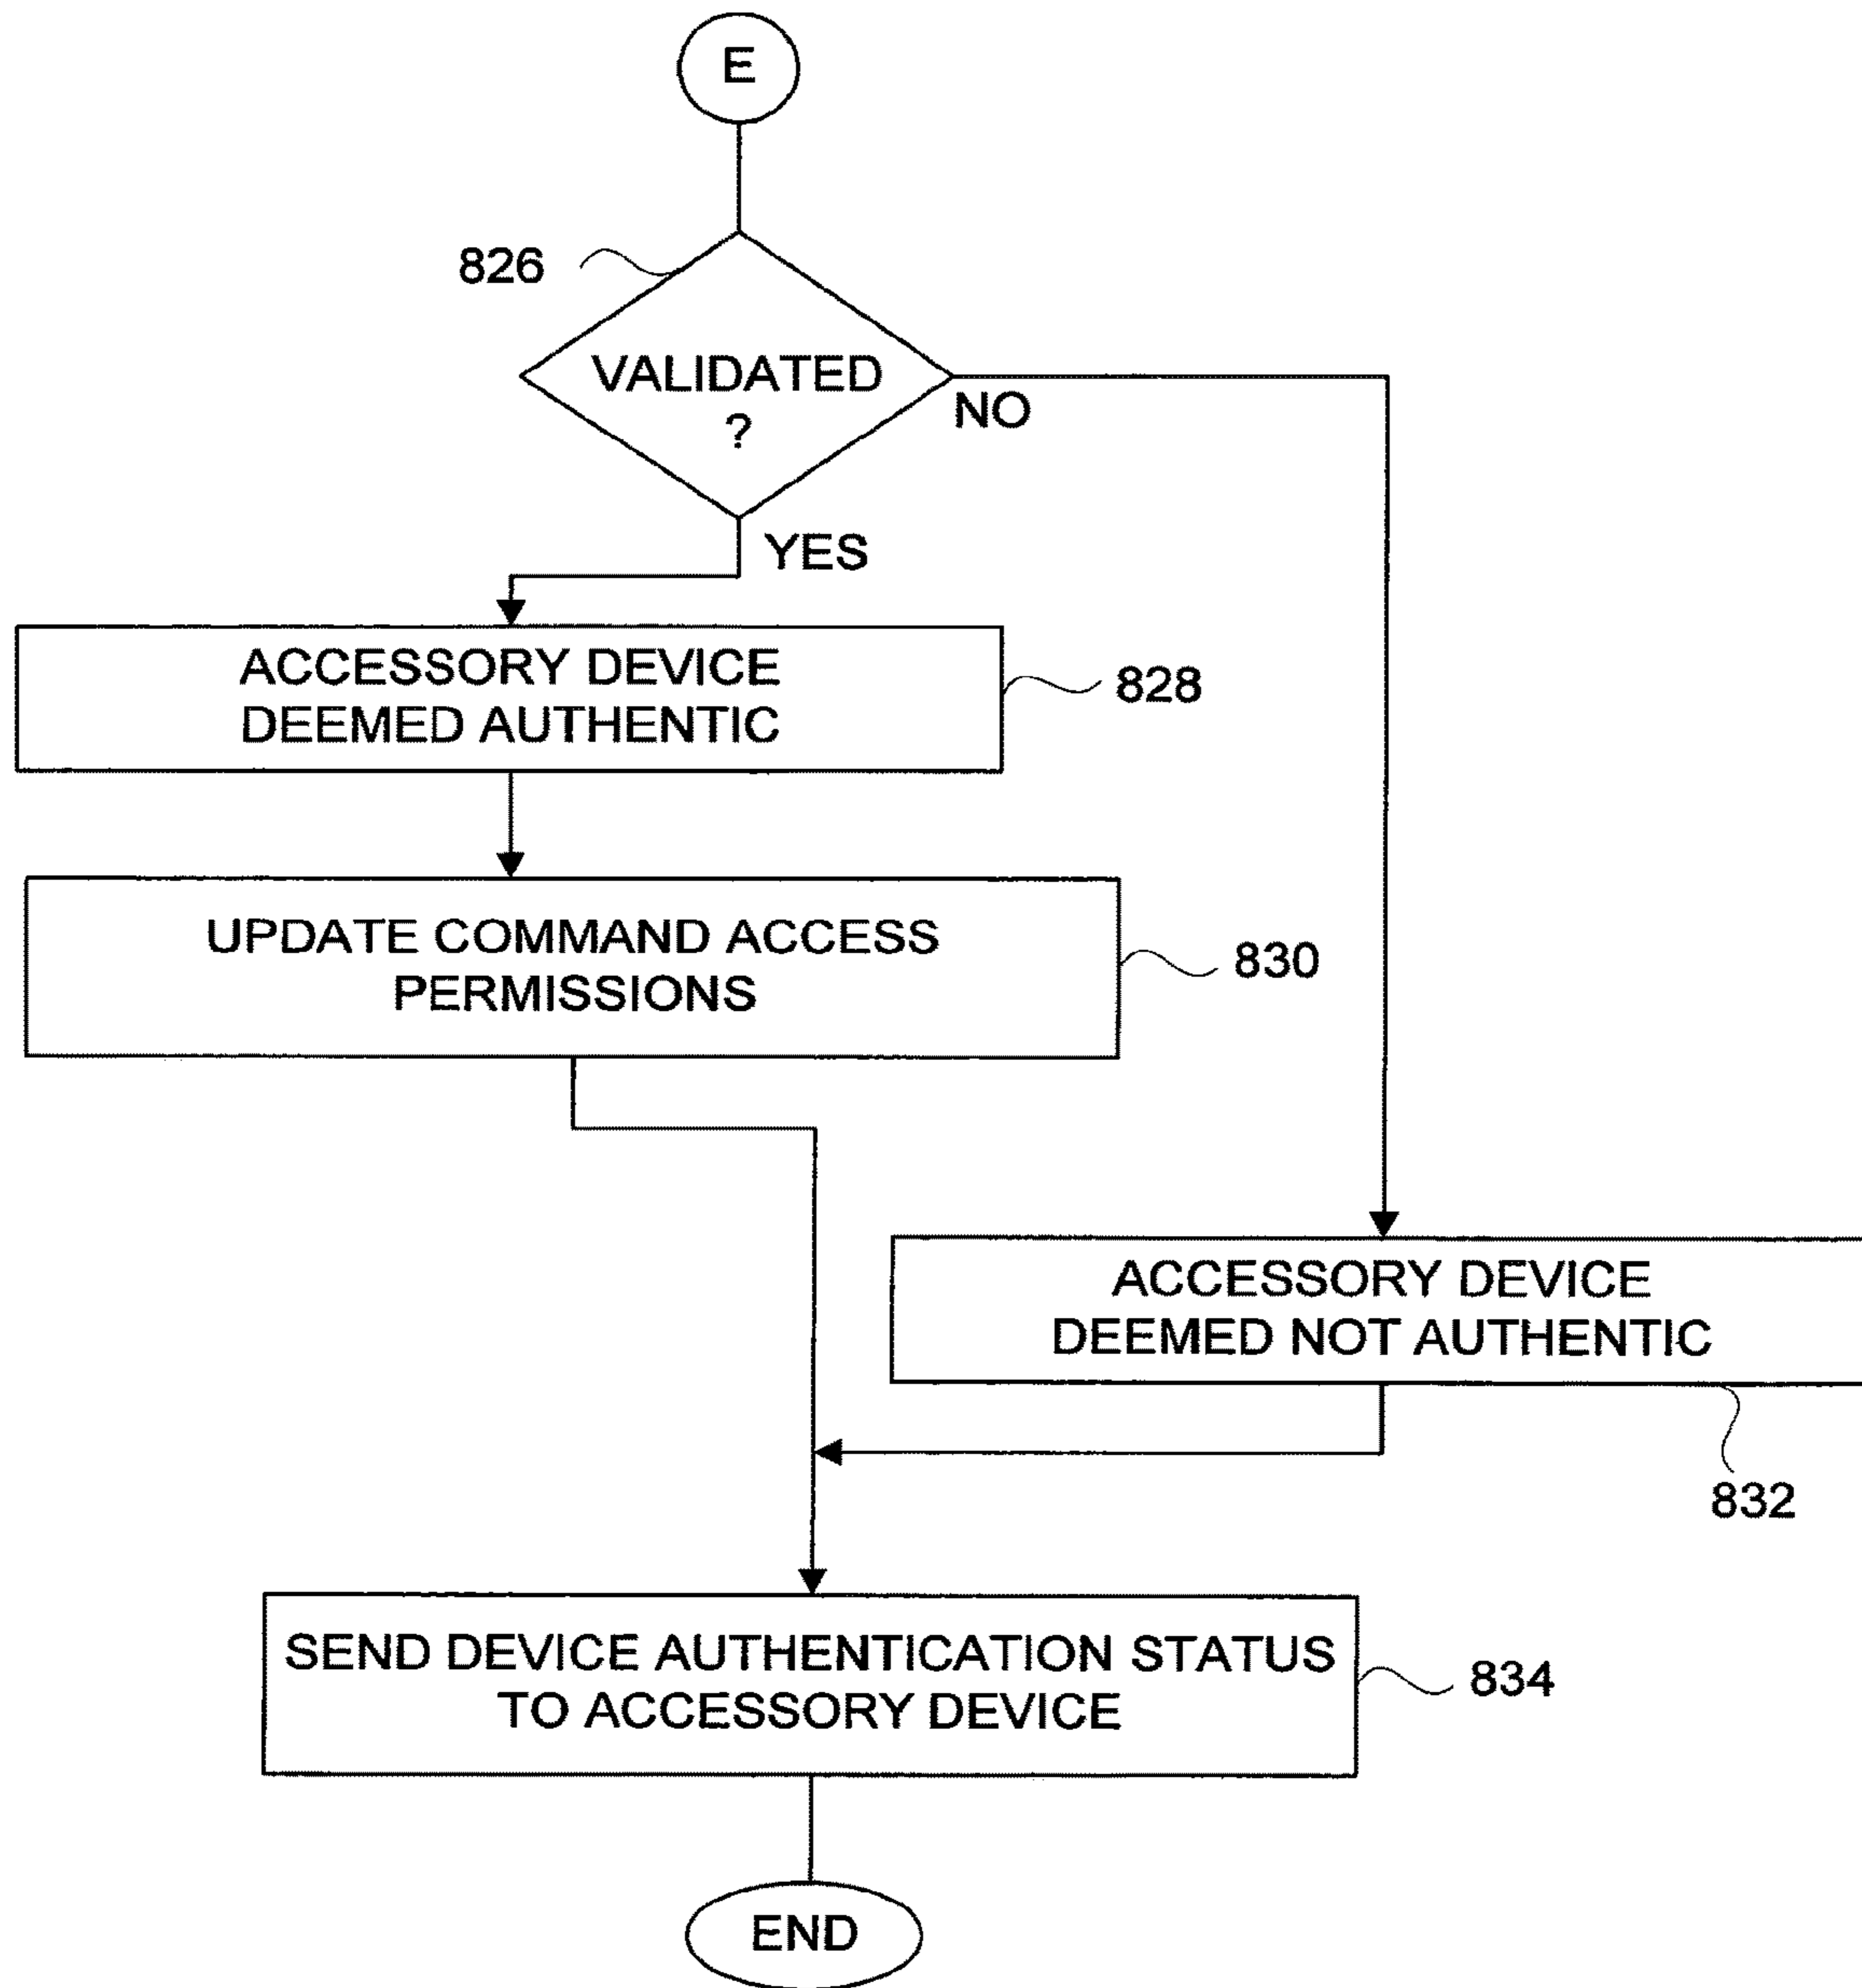 E
826
VALIDATED
?
NO
YES
ACCESSORY DEVICE
DEEMED AUTHENTIC
828
UPDATE COMMAND ACCESS
PERMISSIONS
830
ACCESSORY DEVICE
DEEMED NOT AUTHENTIC
832
SEND DEVICE AUTHENTICATION STATUS
TO ACCESSORY DEVICE
834
END